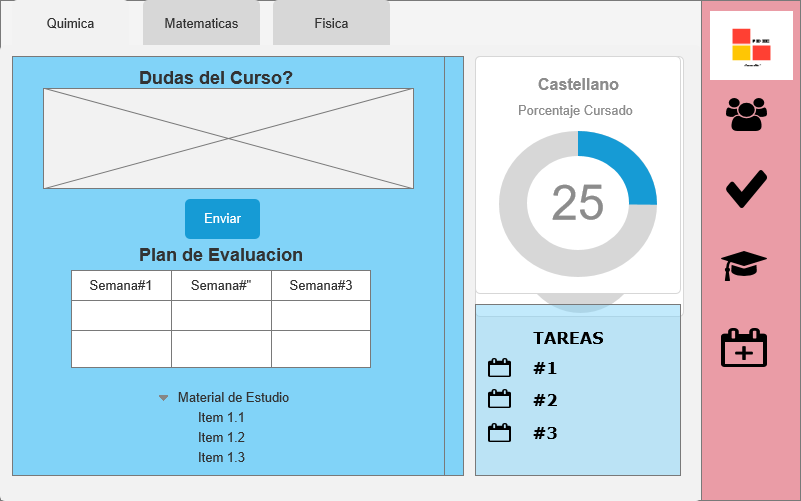 Quimica
Matematicas
Fisica
Dudas del Curso?
Enviar
Plan de Evaluacion
Semana#1
Semana#"
Semana#3
Material de Estudio
Item 1.1
Item 1.2
Item 1.3
Castellano
Porcentaje Cursado
25
TAREAS
#1
#2
#3